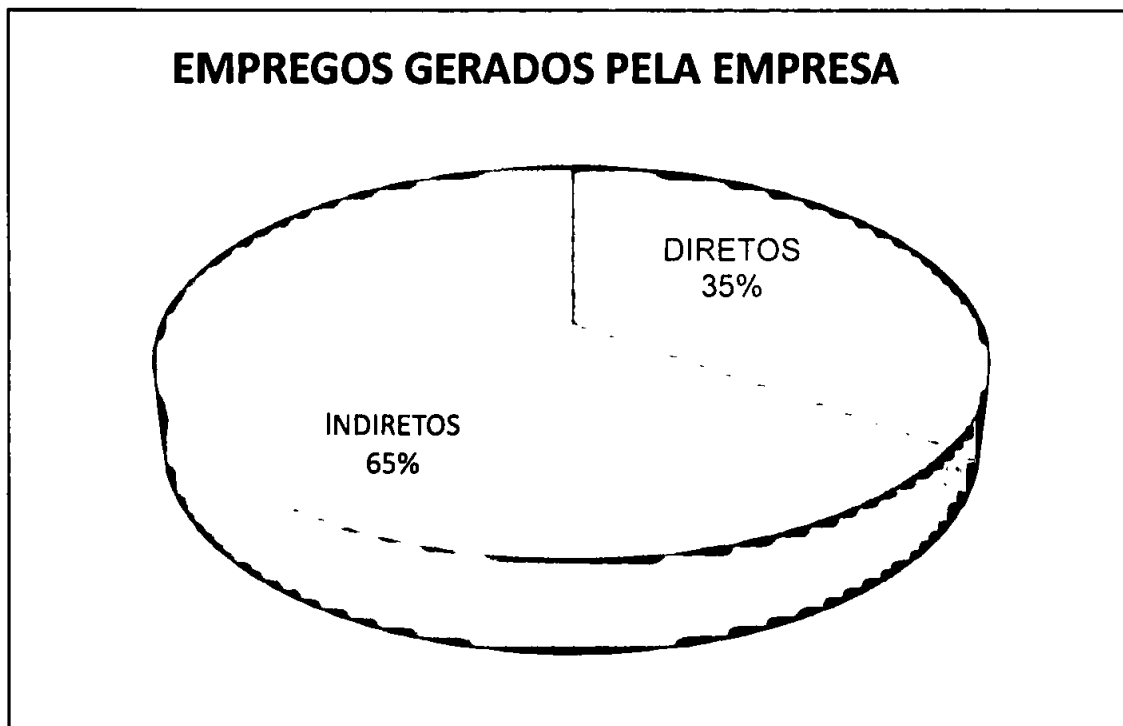 EMPREGOS GERADOS PELA EMPRESA
DIRETOS
35%
INDIRETOS
65%